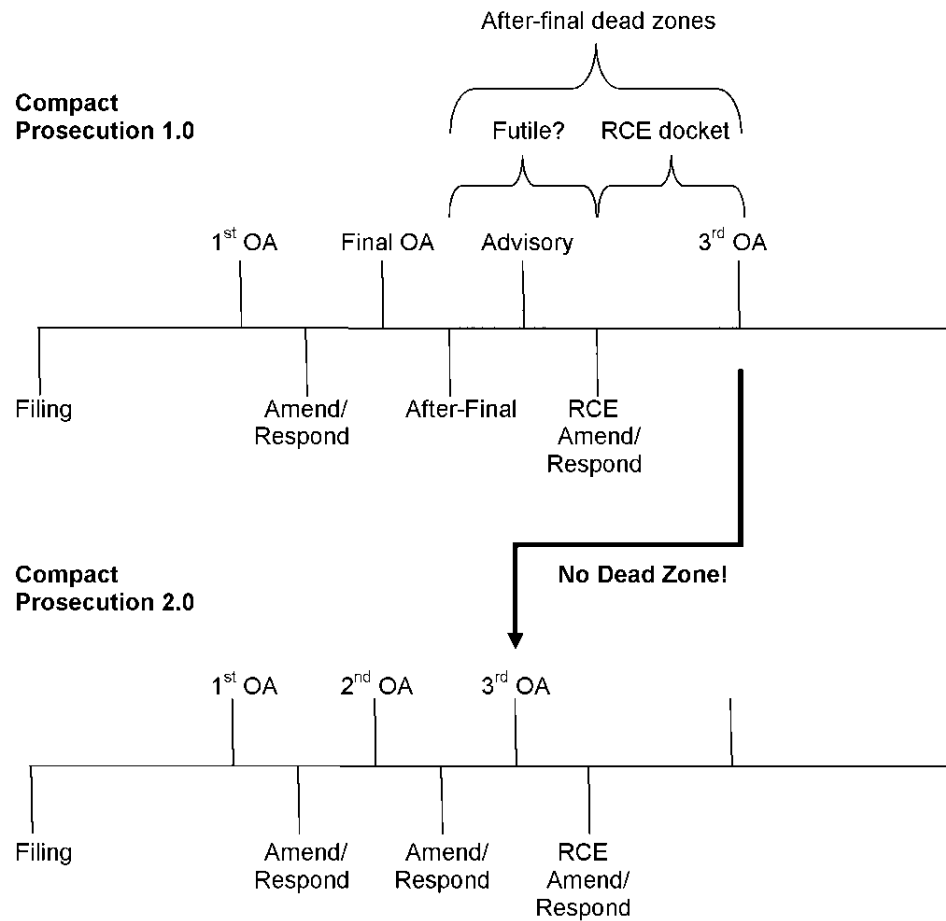 After-final dead zones
Compact
Prosecution 1.0
Futile? RCE docket
1st OA Final OA Advisory 3rd OA
Filing Amend/ After-Final RCE
Respond Amend/
Respond
Compact
Prosecution 2.0
No Dead Zone!
1st OA 2nd OA 3rd OA
Filing Amend/ Amend/ RCE
Respond Respond Amend/
Respond